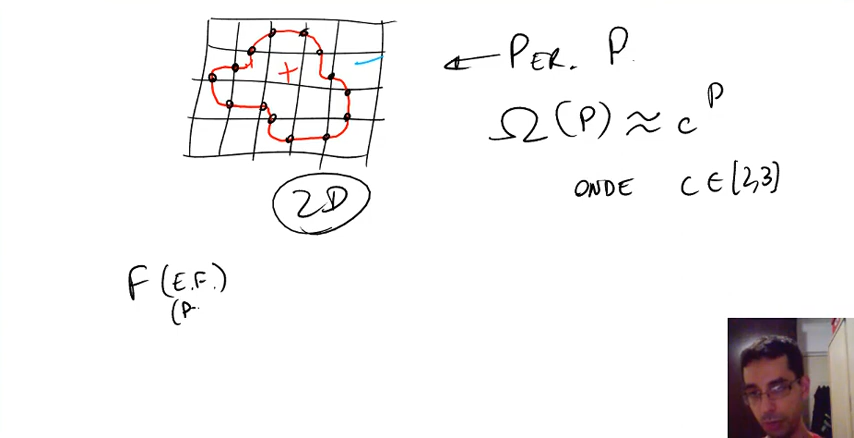 +
−
← PER. P.
Ω(P) ≈ c^P
ONDE C ∈ [2,3]
2D
F (E.F.)
(P